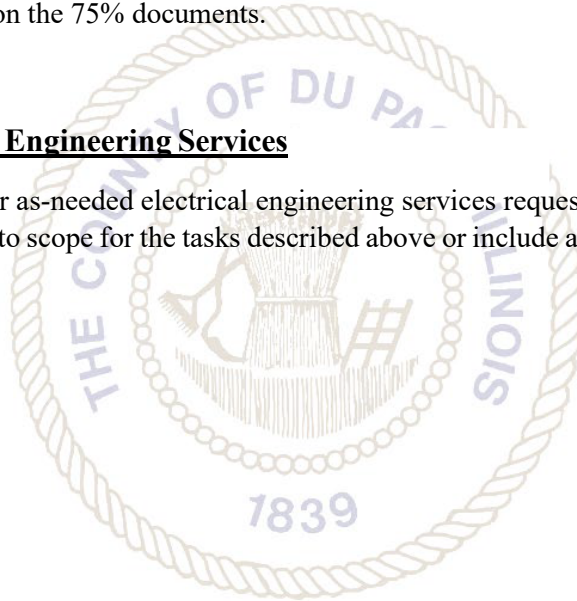 on the 75% documents.
Engineering Services
r as-needed electrical engineering services reques
to scope for the tasks described above or include a
THE COUNTY OF DU PA
ILLINOIS
1839